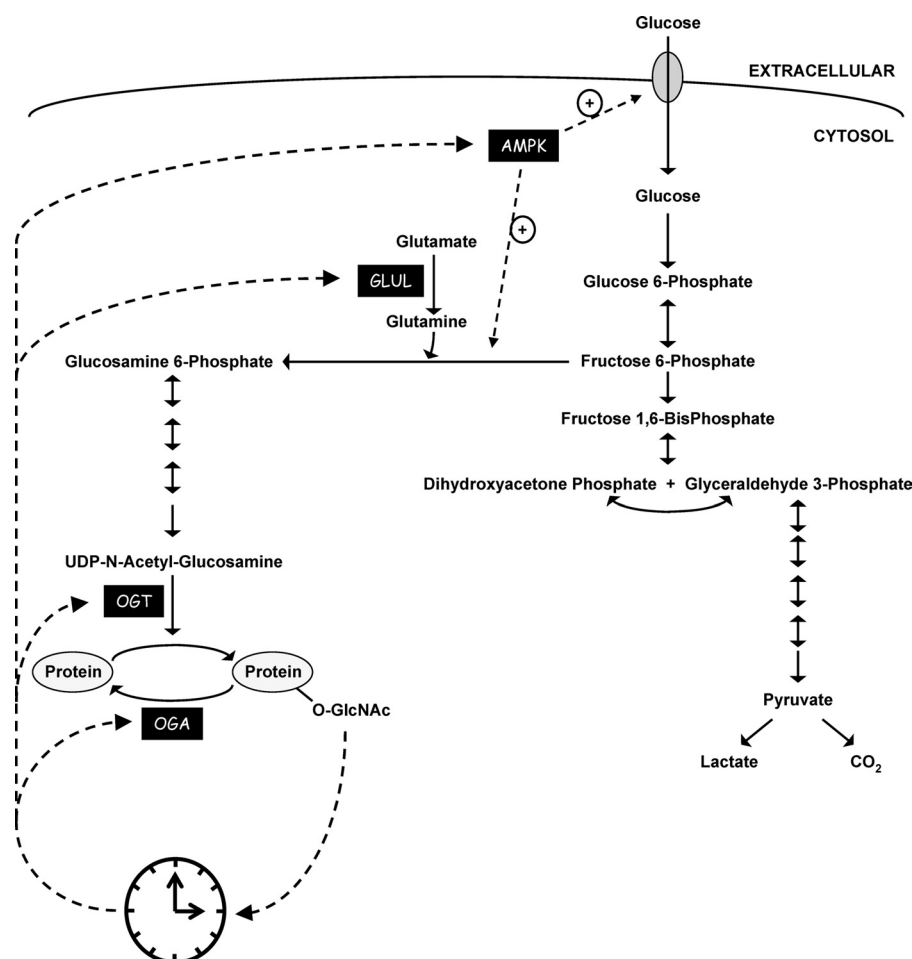 Glucose
EXTRACELLULAR
+
CYTOSOL
AMPK
Glucose
+
Glutamate
GLUL
Glucose 6-Phosphate
Glutamine
Glucosamine 6-Phosphate
Fructose 6-Phosphate
Fructose 1,6-BisPhosphate
Dihydroxyacetone Phosphate + Glyceraldehyde 3-Phosphate
UDP-N-Acetyl-Glucosamine
OGT
Protein
Protein
O-GlcNAc
OGA
Pyruvate
Lactate
CO₂